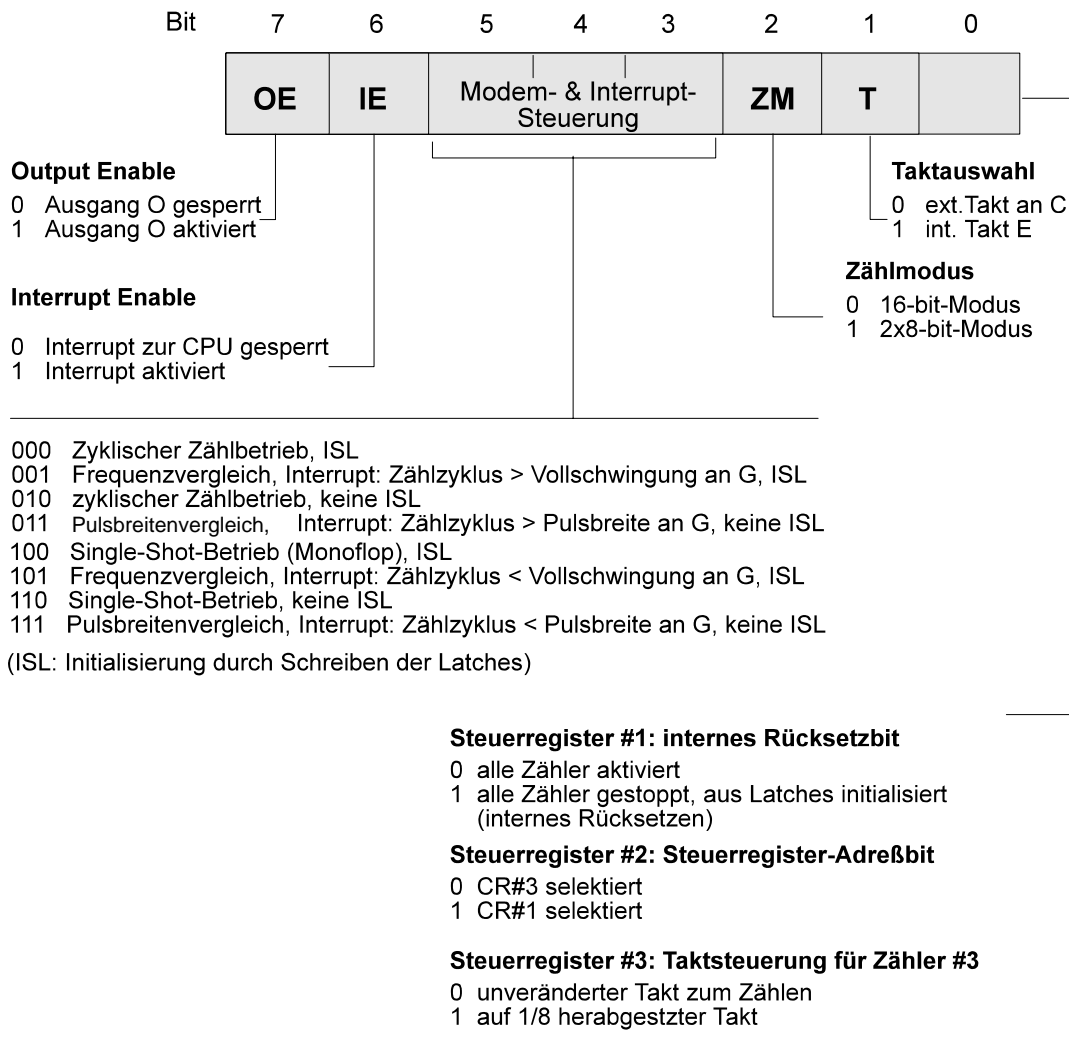 Bit 7 6 5 4 3 2 1 0
OE IE Modem- & Interrupt- ZM T
Steuerung
Output Enable
0 Ausgang O gesperrt
1 Ausgang O aktiviert
Taktauswahl
0 ext.Takt an C
1 int. Takt E
Zählmodus
0 16-bit-Modus
1 2x8-bit-Modus
Interrupt Enable
0 Interrupt zur CPU gesperrt
1 Interrupt aktiviert
000 Zyklischer Zählbetrieb, ISL
001 Frequenzvergleich, Interrupt: Zählzyklus > Vollschwingung an G, ISL
010 zyklischer Zählbetrieb, keine ISL
011 Pulsbreitenvergleich, Interrupt: Zählzyklus > Pulsbreite an G, keine ISL
100 Single-Shot-Betrieb (Monoflop), ISL
101 Frequenzvergleich, Interrupt: Zählzyklus < Vollschwingung an G, ISL
110 Single-Shot-Betrieb, keine ISL
111 Pulsbreitenvergleich, Interrupt: Zählzyklus < Pulsbreite an G, keine ISL
(ISL: Initialisierung durch Schreiben der Latches)
Steuerregister #1: internes Rücksetzbit
0 alle Zähler aktiviert
1 alle Zähler gestoppt, aus Latches initialisiert
(internes Rücksetzen)
Steuerregister #2: Steuerregister-Adreßbit
0 CR#3 selektiert
1 CR#1 selektiert
Steuerregister #3: Taktsteuerung für Zähler #3
0 unveränderter Takt zum Zählen
1 auf 1/8 herabgestzter Takt